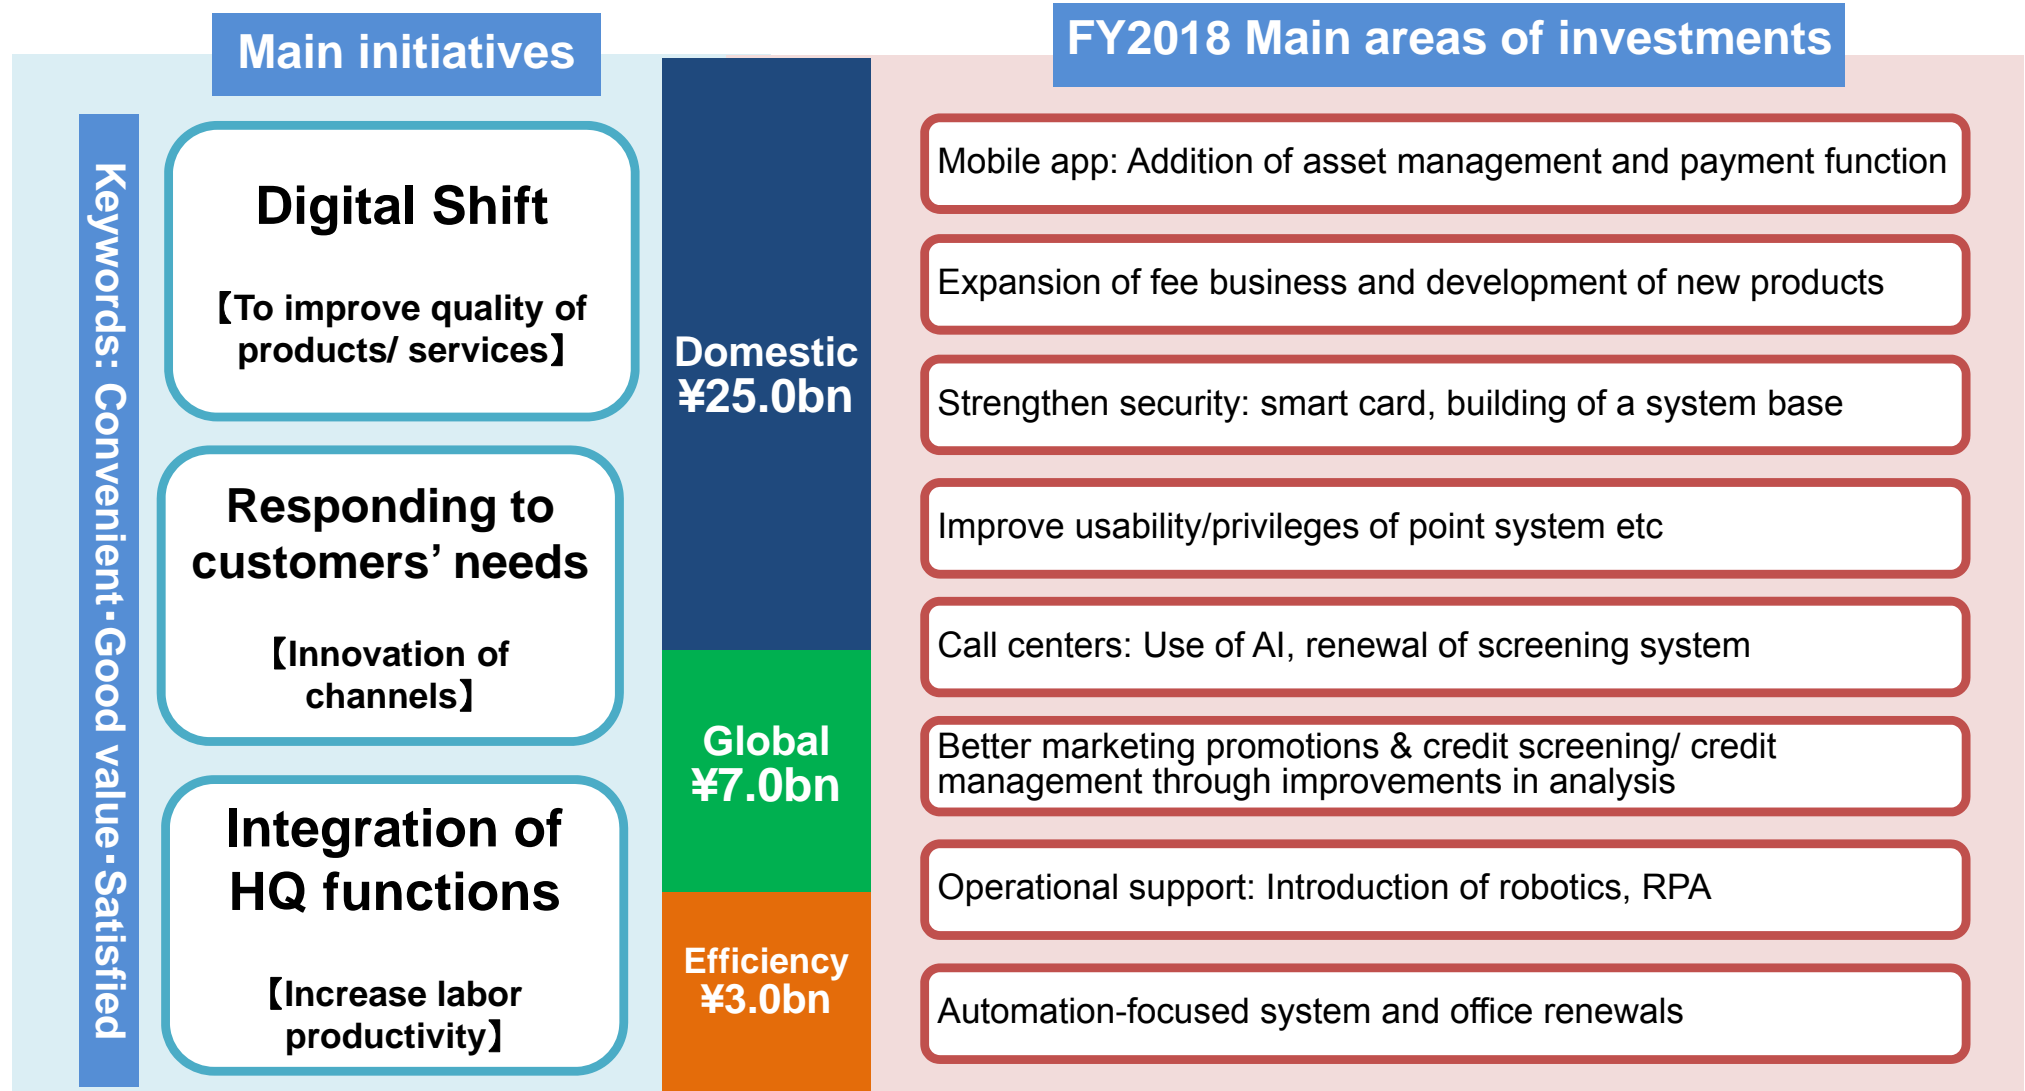 Main initiatives
FY2018 Main areas of investments
Keywords: Convenient･Good value･Satisfied
Digital Shift
【To improve quality of
products/ services】
Responding to
customers’ needs
【Innovation of
channels】
Integration of
HQ functions
【Increase labor
productivity】
Domestic
¥25.0bn
Global
¥7.0bn
Efficiency
¥3.0bn
Mobile app: Addition of asset management and payment function
Expansion of fee business and development of new products
Strengthen security: smart card, building of a system base
Improve usability/privileges of point system etc
Call centers: Use of AI, renewal of screening system
Better marketing promotions & credit screening/ credit
management through improvements in analysis
Operational support: Introduction of robotics, RPA
Automation-focused system and office renewals